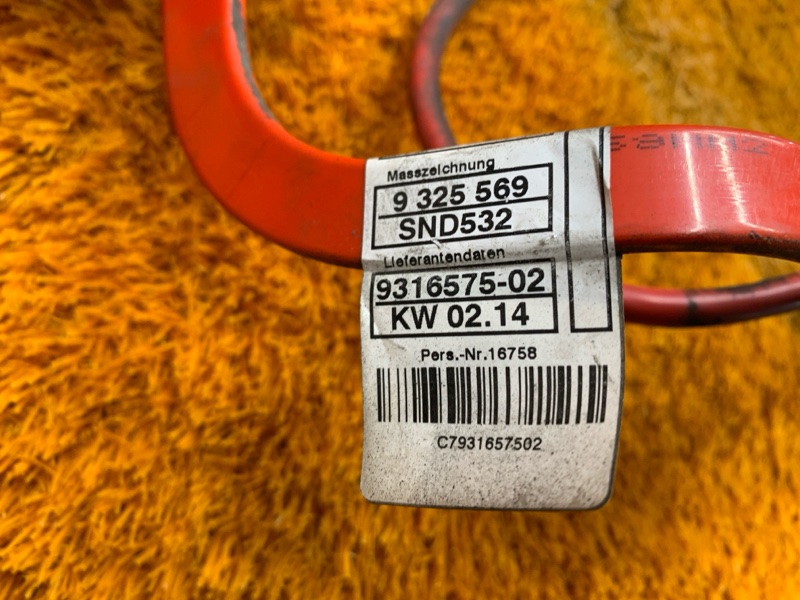 Masszeichnung
9 325 569
SND532
Lieferantendaten
9316575-02
KW 02.14
Pers.-Nr.16758
C7931657502